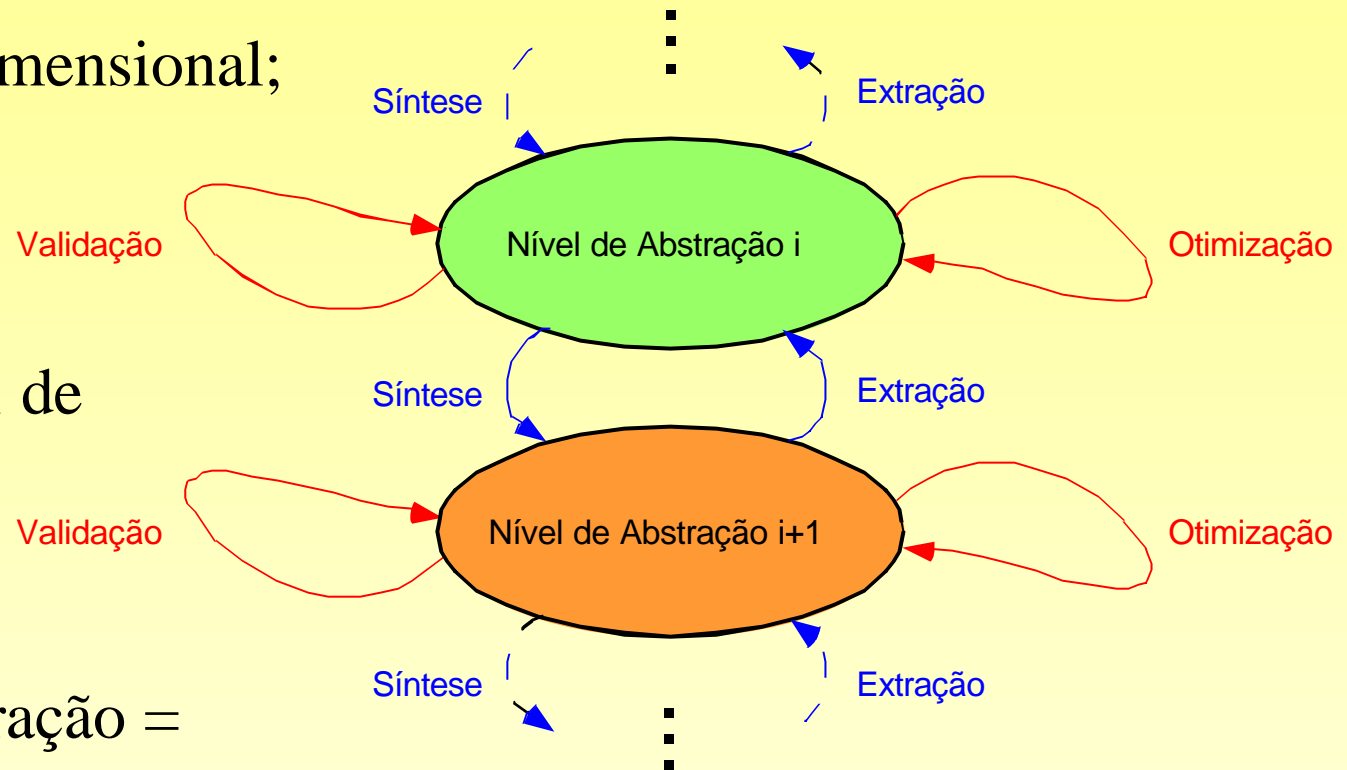 mensional;
Síntese
Extração
Validação
Nível de Abstração i
Otimização
de
Síntese
Extração
Validação
Nível de Abstração i+1
Otimização
Síntese
Extração
ração =